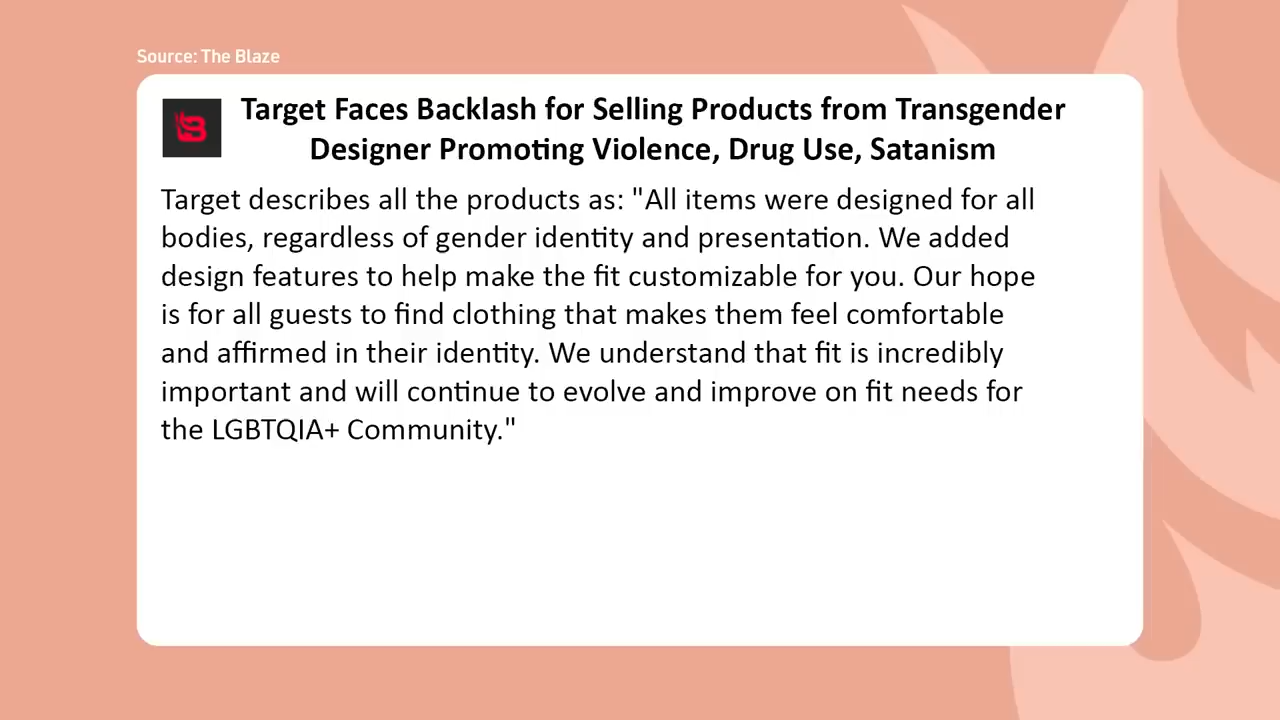 Source: The Blaze
Target Faces Backlash for Selling Products from Transgender
Designer Promoting Violence, Drug Use, Satanism
Target describes all the products as: "All items were designed for all
bodies, regardless of gender identity and presentation. We added
design features to help make the fit customizable for you. Our hope
is for all guests to find clothing that makes them feel comfortable
and affirmed in their identity. We understand that fit is incredibly
important and will continue to evolve and improve on fit needs for
the LGBTQIA+ Community."